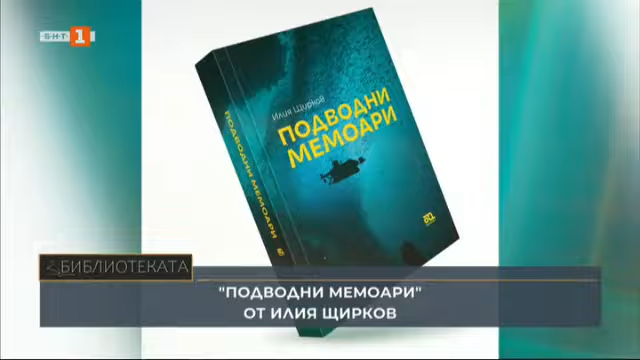 БНТ 1
Илия Щирков
ПОДВОДНИ
МЕМОАРИ
ПОДВОДНИ МЕМОАРИ
БИБЛИОТЕКАТА
"ПОДВОДНИ МЕМОАРИ"
ОТ ИЛИЯ ЩИРКОВ